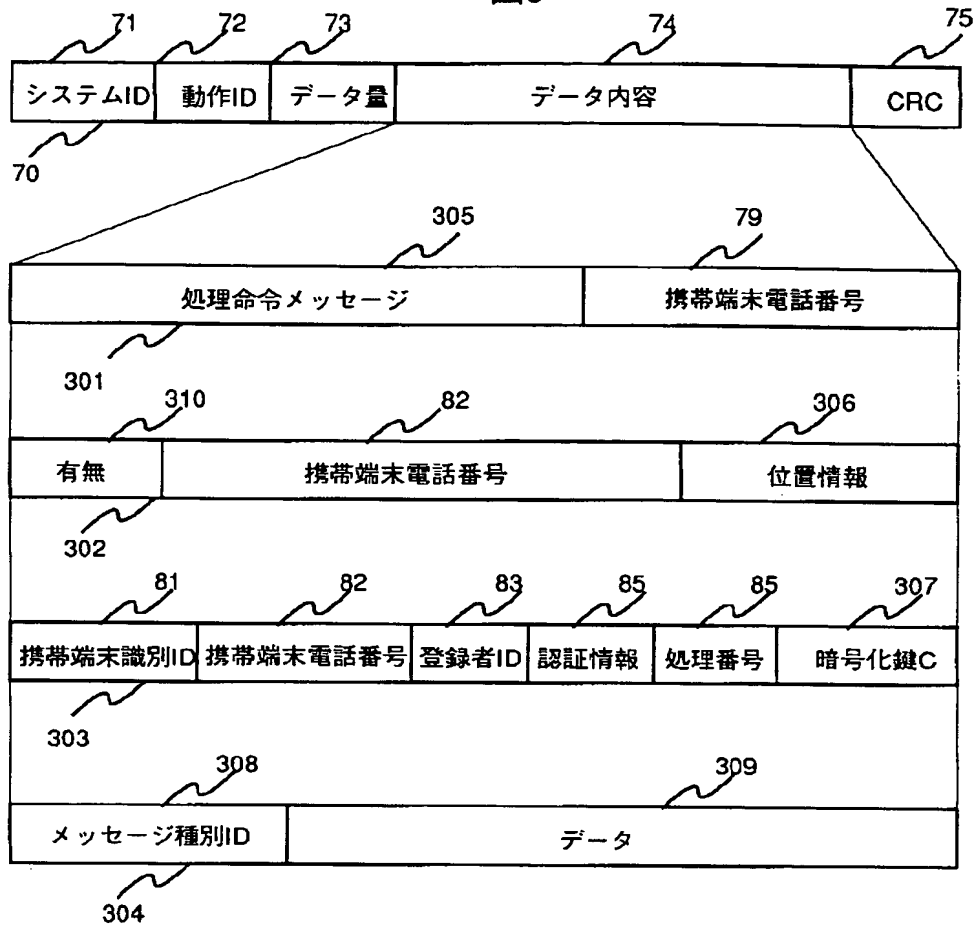 71 72 73 74 75
システムID 動作ID データ量 データ内容 CRC
70
305 79
処理命令メッセージ 携帯端末電話番号
301
310 82 306
有無 携帯端末電話番号 位置情報
302
81 82 83 85 85 307
携帯端末識別ID 携帯端末電話番号 登録者ID 認証情報 処理番号 暗号化鍵C
303
308 309
メッセージ種別ID データ
304